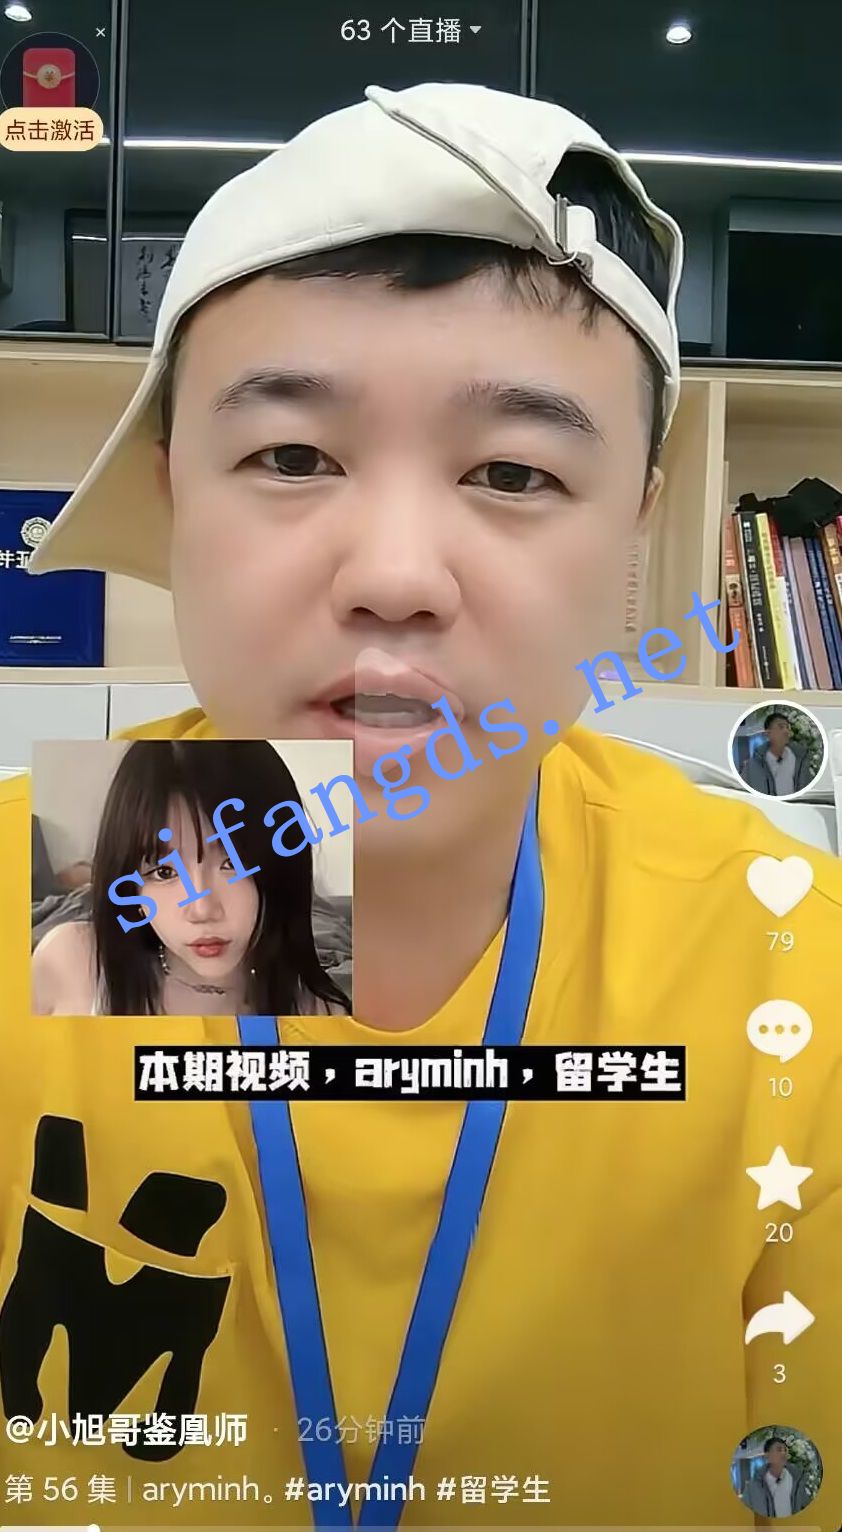 63 个直播
×
点击激活
sifangds.net
79
本期视频，aryminh，留学生
10
20
3
@小旭哥鉴凰师 · 26分钟前
第 56 集 | aryminh。#aryminh #留学生